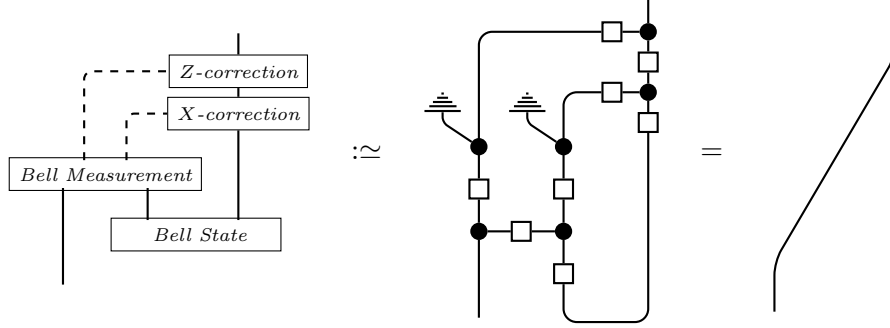 Z-correction
X-correction
:≃
Bell Measurement
=
Bell State